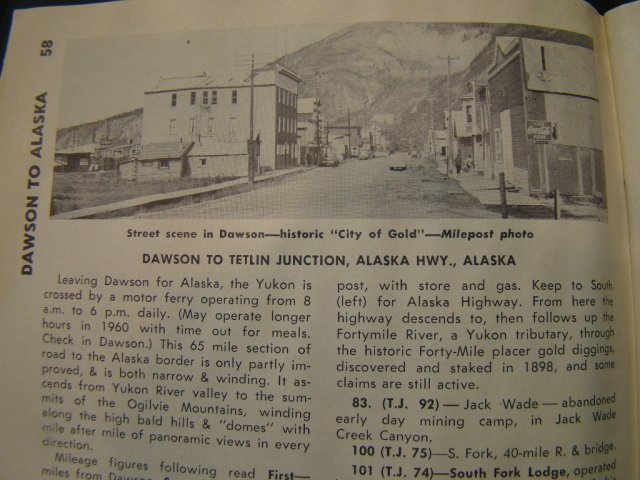 58
DAWSON TO ALASKA
Street scene in Dawson—historic "City of Gold"—Milepost photo
DAWSON TO TETLIN JUNCTION, ALASKA HWY., ALASKA
Leaving Dawson for Alaska, the Yukon is
crossed by a motor ferry operating from 8
a.m. to 6 p.m. daily. (May operate longer
hours in 1960 with time out for meals.
Check in Dawson.) This 65 mile section of
road to the Alaska border is only partly im-
proved, & is both narrow & winding. It as-
cends from Yukon River valley to the sum-
mits of the Ogilvie Mountains, winding
along the high bald hills & "domes" with
mile after mile of panoramic views in every
direction.
Mileage figures following read First—
miles from Dawson,
post, with store and gas. Keep to South
(left) for Alaska Highway. From here the
highway descends to, then follows up the
Fortymile River, a Yukon tributary, through
the historic Forty-Mile placer gold diggings,
discovered and staked in 1898, and some
claims are still active.
83. (T.J. 92) — Jack Wade — abandoned
early day mining camp, in Jack Wade
Creek Canyon.
100 (T.J. 75)—S. Fork, 40-mile R. & bridge.
101 (T.J. 74)—South Fork Lodge, operated